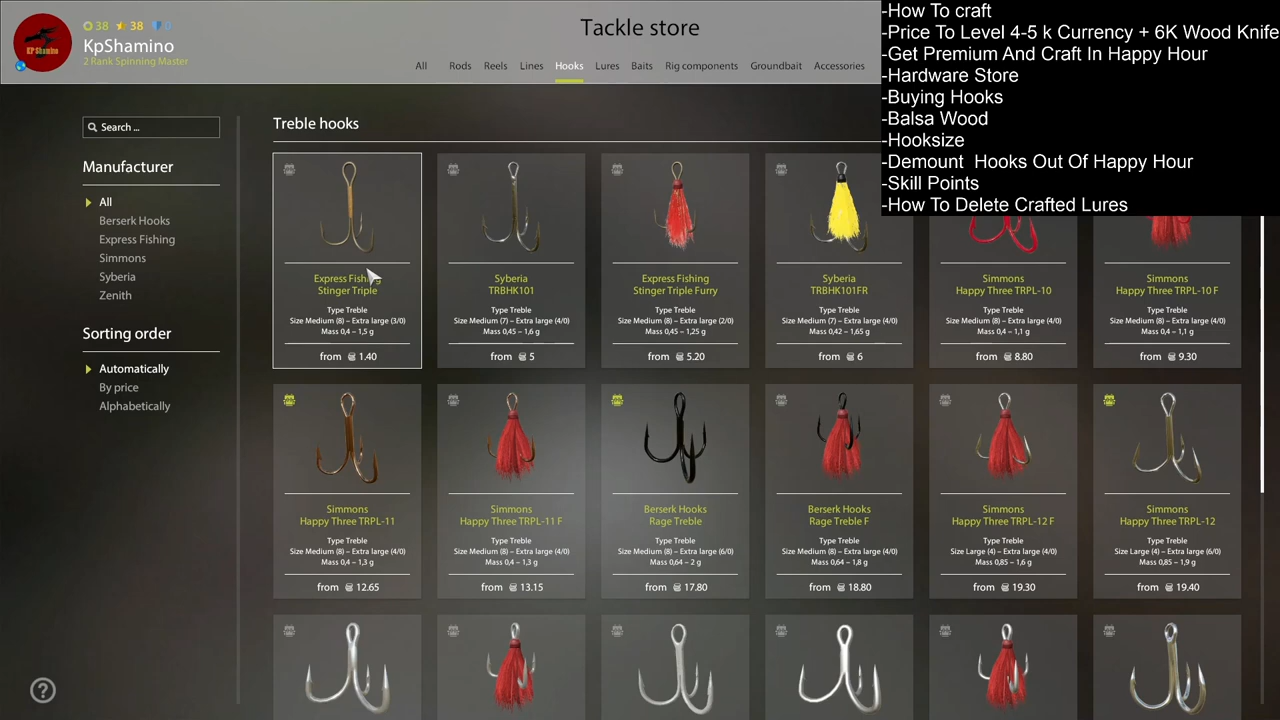 38 38 0
KpShamino
2 Rank Spinning Master
KP Shamino
Tackle store
All Rods Reels Lines Hooks Lures Baits Rig components Groundbait Accessories
-How To craft
-Price To Level 4-5 k Currency + 6K Wood Knife
-Get Premium And Craft In Happy Hour
-Hardware Store
-Buying Hooks
-Balsa Wood
-Hooksize
-Demount Hooks Out Of Happy Hour
-Skill Points
-How To Delete Crafted Lures
Search ...
Manufacturer
All
Berserk Hooks
Express Fishing
Simmons
Syberia
Zenith
Sorting order
Automatically
By price
Alphabetically
Treble hooks
Express Fishing
Stinger Triple
Type Treble
Size Medium (8) – Extra large (3/0)
Mass 0,4 – 1,5 g
from 1.40
Syberia
TRBHK101
Type Treble
Size Medium (7) – Extra large (4/0)
Mass 0,45 – 1,6 g
from 5
Express Fishing
Stinger Triple Furry
Type Treble
Size Medium (8) – Extra large (2/0)
Mass 0,45 – 1,25 g
from 5.20
Syberia
TRBHK101FR
Type Treble
Size Medium (7) – Extra large (4/0)
Mass 0,42 – 1,65 g
from 6
Simmons
Happy Three TRPL-10
Type Treble
Size Medium (8) – Extra large (4/0)
Mass 0,4 – 1,1 g
from 8.80
Simmons
Happy Three TRPL-10 F
Type Treble
Size Medium (8) – Extra large (4/0)
Mass 0,4 – 1,1 g
from 9.30
Simmons
Happy Three TRPL-11
Type Treble
Size Medium (8) – Extra large (4/0)
Mass 0,4 – 1,3 g
from 12.65
Simmons
Happy Three TRPL-11 F
Type Treble
Size Medium (8) – Extra large (4/0)
Mass 0,4 – 1,3 g
from 13.15
Berserk Hooks
Rage Treble
Type Treble
Size Medium (8) – Extra large (6/0)
Mass 0,64 – 2 g
from 17.80
Berserk Hooks
Rage Treble F
Type Treble
Size Medium (8) – Extra large (4/0)
Mass 0,64 – 1,8 g
from 18.80
Simmons
Happy Three TRPL-12 F
Type Treble
Size Large (4) – Extra large (4/0)
Mass 0,85 – 1,6 g
from 19.30
Simmons
Happy Three TRPL-12
Type Treble
Size Large (4) – Extra large (6/0)
Mass 0,85 – 1,9 g
from 19.40
?